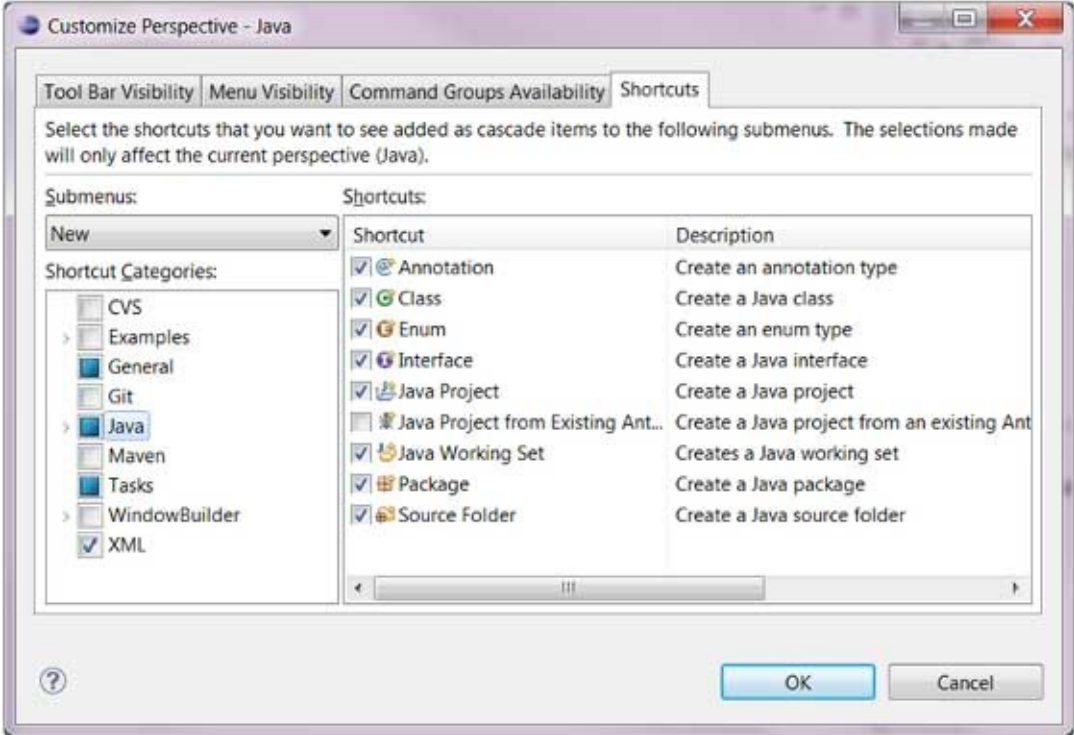 Customize Perspective - Java
Tool Bar Visibility Menu Visibility Command Groups Availability Shortcuts
Select the shortcuts that you want to see added as cascade items to the following submenus. The selections made
will only affect the current perspective (Java).
Submenus:
New
Shortcut Categories:
CVS
Examples
General
Git
Java
Maven
Tasks
WindowBuilder
XML
Shortcuts:
Shortcut Description
Annotation Create an annotation type
Class Create a Java class
Enum Create an enum type
Interface Create a Java interface
Java Project Create a Java project
Java Project from Existing Ant... Create a Java project from an existing Ant
Java Working Set Creates a Java working set
Package Create a Java package
Source Folder Create a Java source folder
OK Cancel